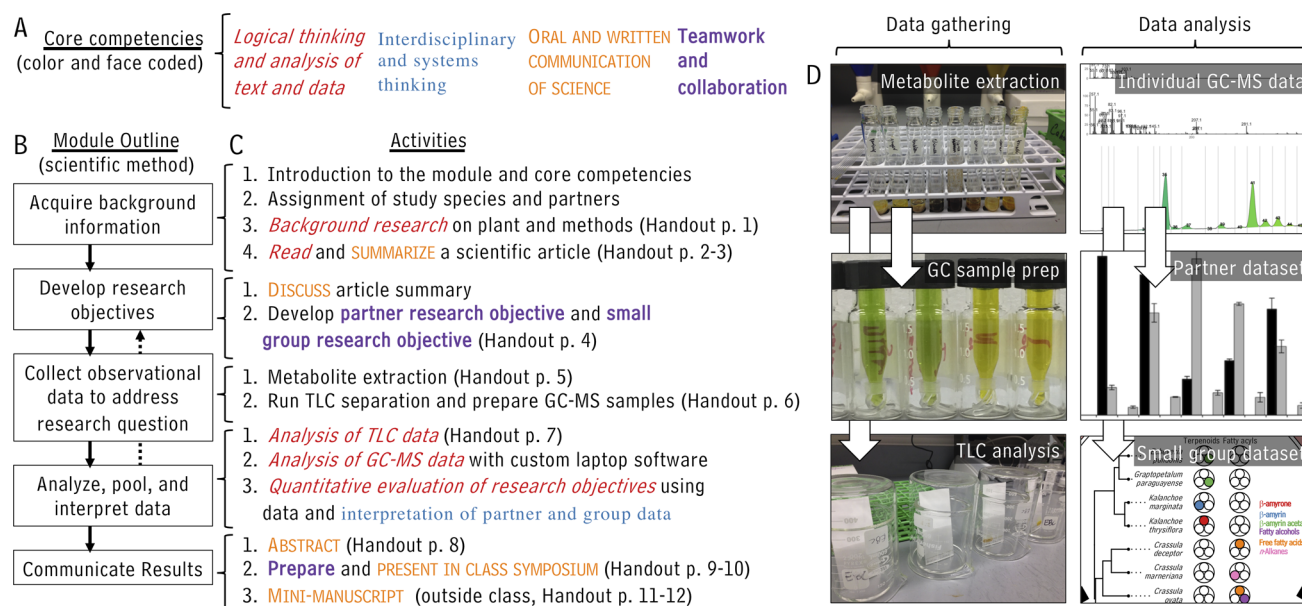 A
Core competencies
(color and face coded)
Logical thinking
and analysis of
text and data
Interdisciplinary
and systems
thinking
ORAL AND WRITTEN
COMMUNICATION
OF SCIENCE
Teamwork
and
collaboration
B
Module Outline
(scientific method)
Acquire background
information
Develop research
objectives
Collect observational
data to address
research question
Analyze, pool, and
interpret data
Communicate Results
C
Activities
1. Introduction to the module and core competencies
2. Assignment of study species and partners
3. Background research on plant and methods (Handout p. 1)
4. Read and SUMMARIZE a scientific article (Handout p. 2-3)
1. DISCUSS article summary
2. Develop partner research objective and small
group research objective (Handout p. 4)
1. Metabolite extraction (Handout p. 5)
2. Run TLC separation and prepare GC-MS samples (Handout p. 6)
1. Analysis of TLC data (Handout p. 7)
2. Analysis of GC-MS data with custom laptop software
3. Quantitative evaluation of research objectives using
data and interpretation of partner and group data
1. ABSTRACT (Handout p. 8)
2. Prepare and PRESENT IN CLASS SYMPOSIUM (Handout p. 9-10)
3. MINI-MANUSCRIPT (outside class, Handout p. 11-12)
D
Data gathering
Metabolite extraction
GC sample prep
TLC analysis
Data analysis
Individual GC-MS data
Partner dataset
Small group dataset
Terpenoids Fatty acyls
Graptopetalum
paraguayense
Kalanchoe
marginata
Kalanchoe
thrysiflora
Crassula
deceptor
Crassula
marneriana
Crassula
ovata
β-amyrone
β-amyrin
β-amyrin aceta
Fatty alcohols
Free fatty acids
n-Alkanes